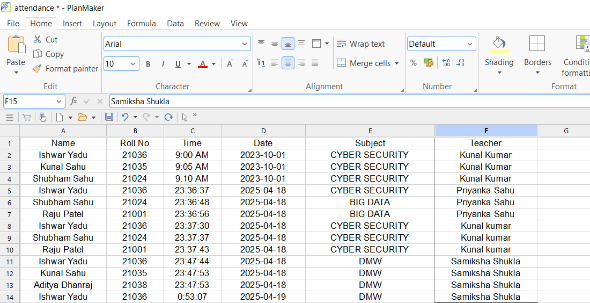 attendance * - PlanMaker
File Home Insert Layout Formula Data Review View
Paste Cut Copy Format painter Edit
Arial 10 B I U A A A Character
Wrap text Merge cells Alignment
Default % Number
Shading Borders Conditi formatti Format
F15 fx Samiksha Shukla
A B C D E F G
1 Name Roll No Time Date Subject Teacher
2 Ishwar Yadu 21036 9:00 AM 2023-10-01 CYBER SECURITY Kunal Kumar
3 Kunal Sahu 21035 9:05 AM 2023-10-01 CYBER SECURITY Kunal Kumar
4 Shubham Sahu 21024 9.10 AM 2023-10-01 CYBER SECURITY Kunal Kumar
5 Ishwar Yadu 21036 23:36:37 2025-04-18 CYBER SECURITY Priyanka Sahu
6 Shubham Sahu 21024 23:36:48 2025-04-18 BIG DATA Priyanka Sahu
7 Raju Patel 21001 23:36:56 2025-04-18 BIG DATA Priyanka Sahu
8 Ishwar Yadu 21036 23:37:30 2025-04-18 CYBER SECURITY Kunal kumar
9 Shubham Sahu 21024 23.37.37 2025-04-18 CYBER SECURITY Kunal kumar
10 Raju Patel 21001 23.37.43 2025-04-18 CYBER SECURITY Kunal kumar
11 Ishwar Yadu 21036 23:47:44 2025-04-18 DMW Samiksha Shukla
12 Kunal Sahu 21035 23:47:53 2025-04-18 DMW Samiksha Shukla
13 Aditya Dhanraj 21038 23:47:53 2025-04-18 DMW Samiksha Shukla
14 Ishwar Yadu 21036 0:53:07 2025-04-19 DMW Samiksha Shukla